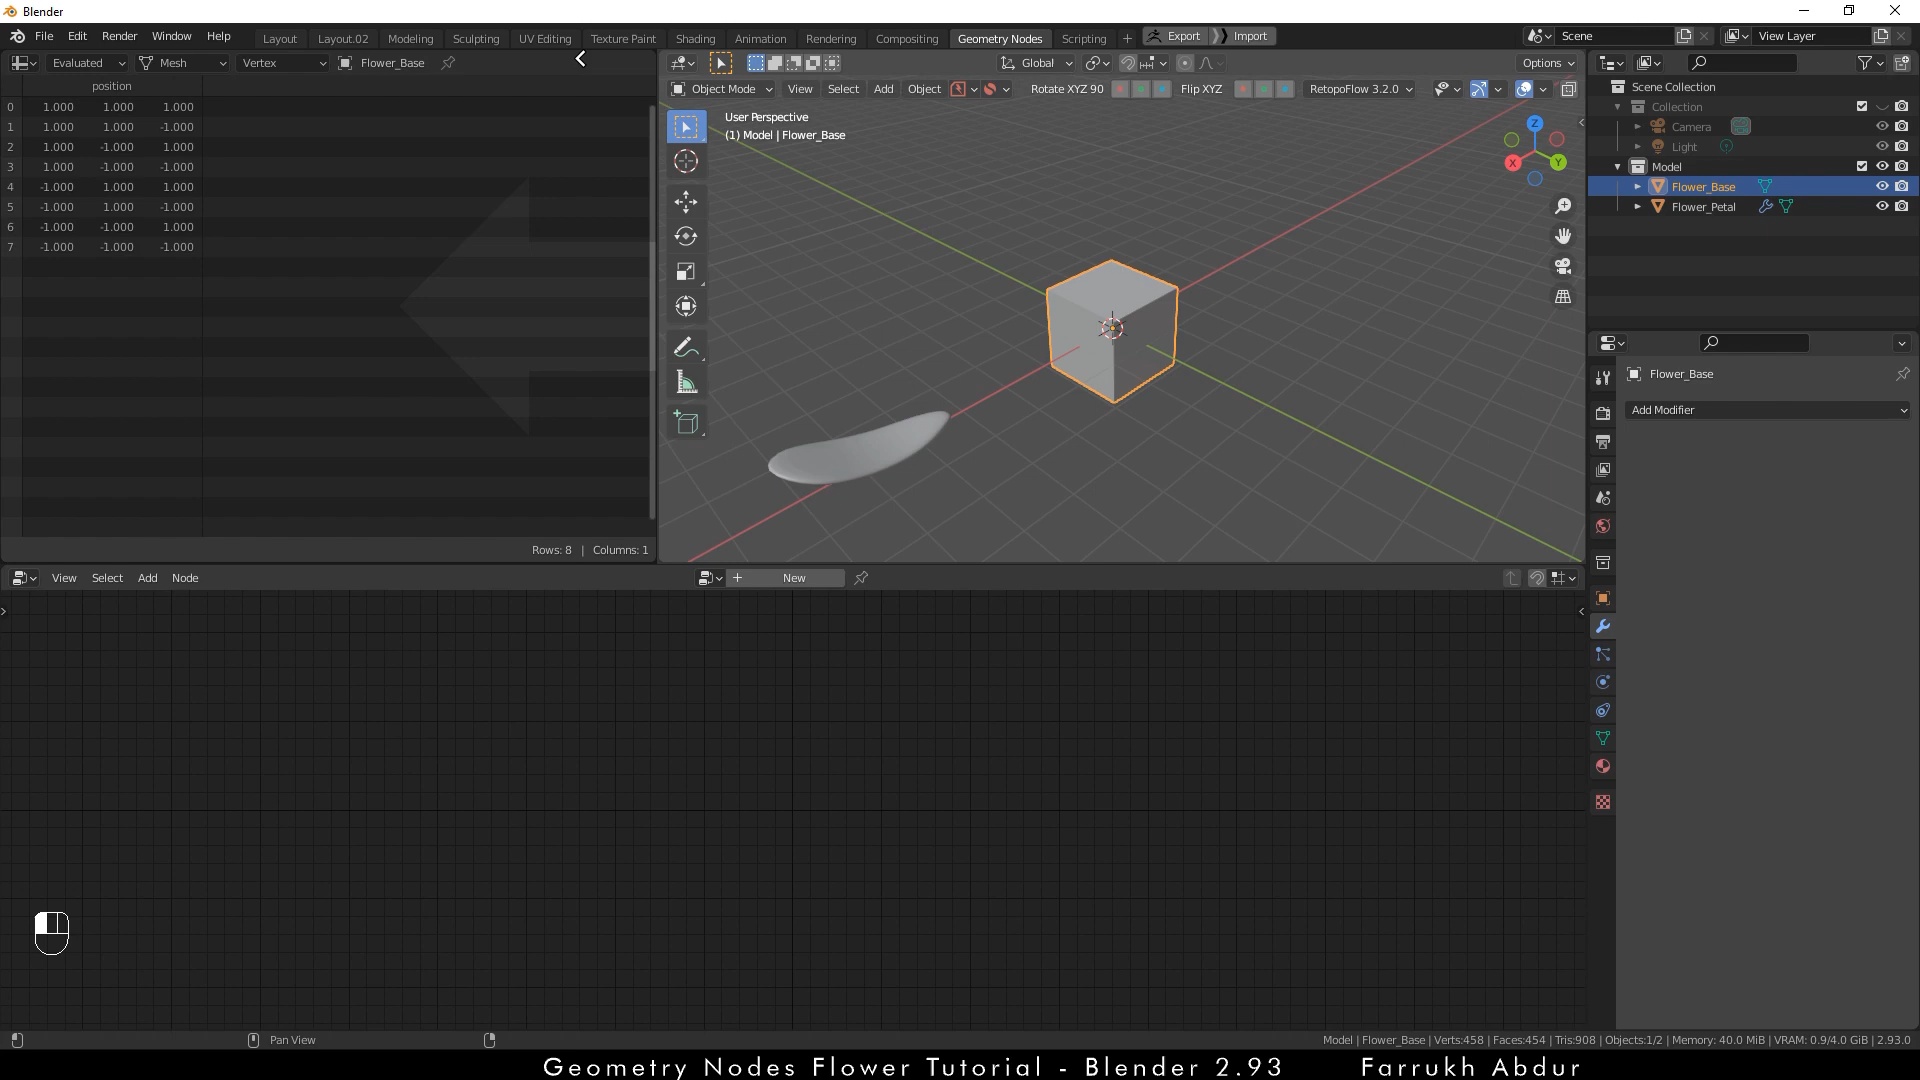 Blender
File Edit Render Window Help Layout Layout.02 Modeling Sculpting UV Editing Texture Paint Shading Animation Rendering Compositing Geometry Nodes Scripting + Export Import Scene View Layer
Evaluated Mesh Vertex Flower_Base
position
0 1.000 1.000 1.000
1 1.000 1.000 -1.000
2 1.000 -1.000 1.000
3 1.000 -1.000 -1.000
4 -1.000 1.000 1.000
5 -1.000 1.000 -1.000
6 -1.000 -1.000 1.000
7 -1.000 -1.000 -1.000
Rows: 8 | Columns: 1
Global Options
Object Mode View Select Add Object Rotate XYZ 90 Flip XYZ RetopoFlow 3.2.0
User Perspective
(1) Model | Flower_Base
Z
X
Y
Scene Collection
Collection
Camera
Light
Model
Flower_Base
Flower_Petal
Flower_Base
Add Modifier
View Select Add Node + New
Pan View
Model | Flower_Base | Verts:458 | Faces:454 | Tris:908 | Objects:1/2 | Memory: 40.0 MiB | VRAM: 0.9/4.0 GiB | 2.93.0
Geometry Nodes Flower Tutorial - Blender 2.93 Farrukh Abdur